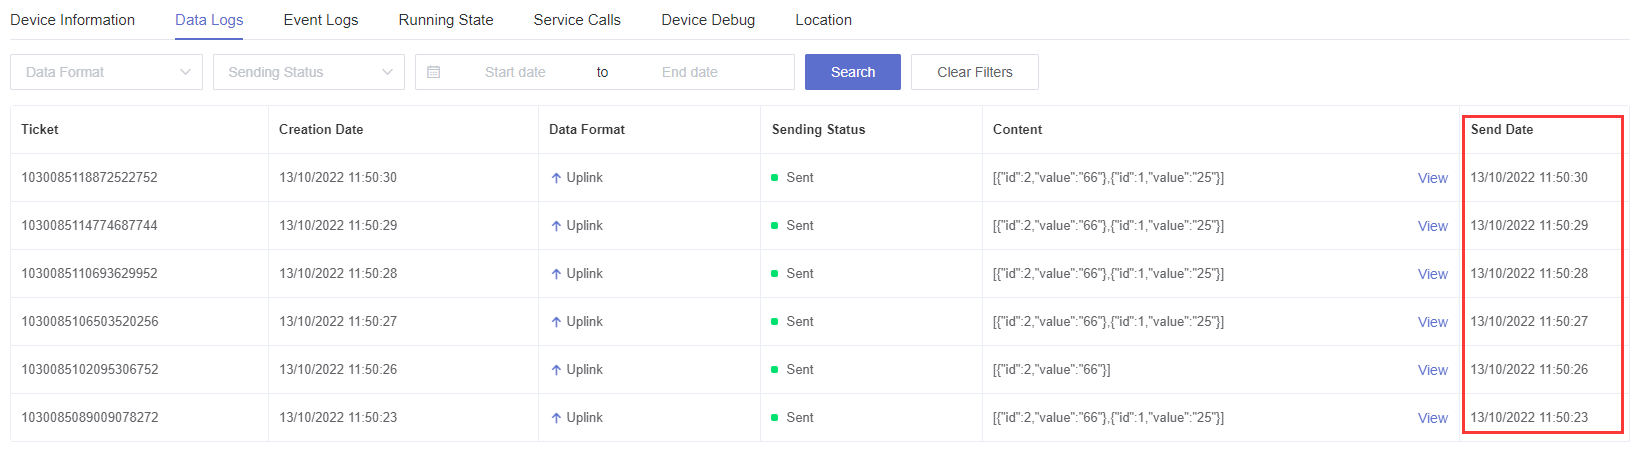 Device Information Data Logs Event Logs Running State Service Calls Device Debug Location
Data Format Sending Status Start date to End date Search Clear Filters
Ticket Creation Date Data Format Sending Status Content Send Date
1030085118872522752 13/10/2022 11:50:30 Uplink Sent [{"id":2,"value":"66"},{"id":1,"value":"25"}] View 13/10/2022 11:50:30
1030085114774687744 13/10/2022 11:50:29 Uplink Sent [{"id":2,"value":"66"},{"id":1,"value":"25"}] View 13/10/2022 11:50:29
1030085110693629952 13/10/2022 11:50:28 Uplink Sent [{"id":2,"value":"66"},{"id":1,"value":"25"}] View 13/10/2022 11:50:28
1030085106503520256 13/10/2022 11:50:27 Uplink Sent [{"id":2,"value":"66"},{"id":1,"value":"25"}] View 13/10/2022 11:50:27
1030085102095306752 13/10/2022 11:50:26 Uplink Sent [{"id":2,"value":"66"}] View 13/10/2022 11:50:26
1030085089009078272 13/10/2022 11:50:23 Uplink Sent [{"id":2,"value":"66"},{"id":1,"value":"25"}] View 13/10/2022 11:50:23